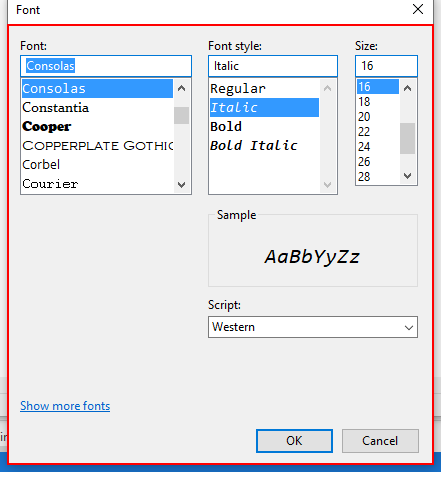 Font
Font:
Font style:
Size:
Consolas
Italic
16
Consolas
Constantia
Cooper
COPPERPLATE GOTHIC
Corbel
Courier
Regular
Italic
Bold
Bold Italic
16
18
20
22
24
26
28
Sample
AaBbYyZz
Script:
Western
Show more fonts
OK
Cancel